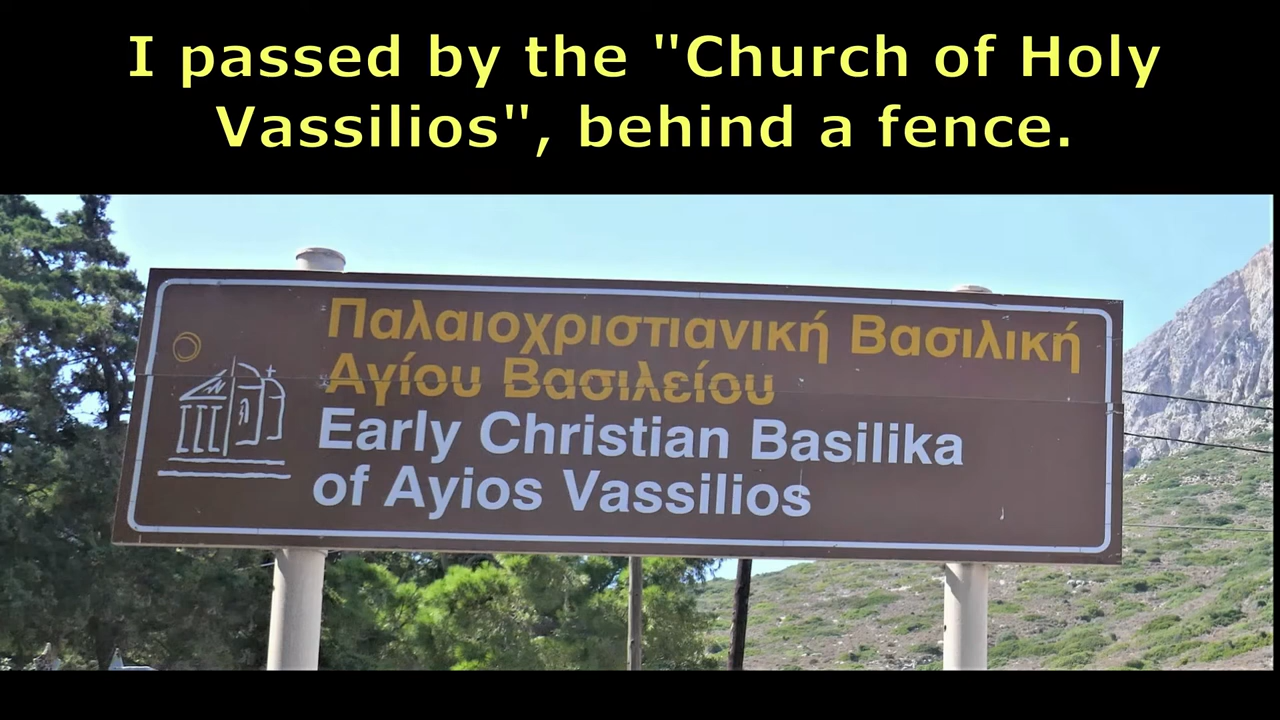 I passed by the "Church of Holy
Vassilios", behind a fence.
Παλαιοχριστιανική Βασιλική
Αγίου Βασιλείου
Early Christian Basilika
of Ayios Vassilios